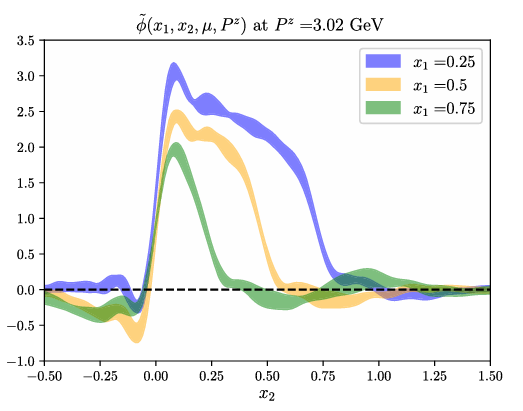 ϕ̃(x₁, x₂, μ, Pᶻ) at Pᶻ =3.02 GeV
3.5
3.0
2.5
2.0
1.5
1.0
0.5
0.0
−0.5
−1.0
x₁ =0.25
x₁ =0.5
x₁ =0.75
−0.50 −0.25 0.00 0.25 0.50 0.75 1.00 1.25 1.50
x₂